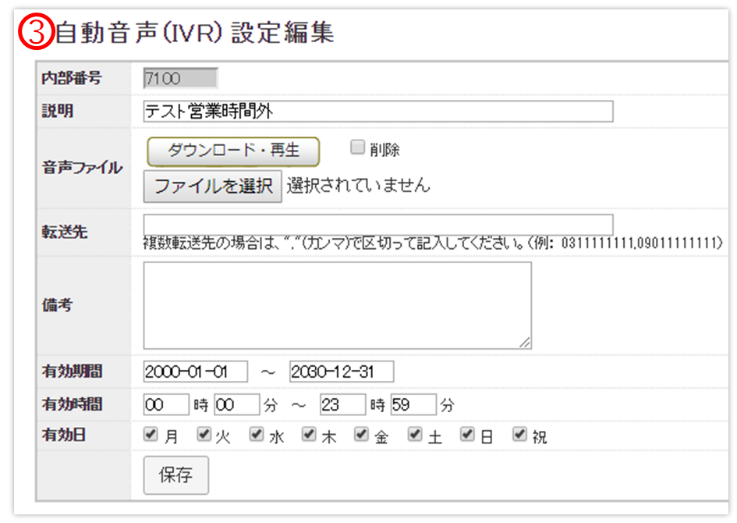 ③自動音声(IVR)設定編集
内部番号 7100
説明 テスト営業時間外
音声ファイル ダウンロード・再生 削除
ファイルを選択 選択されていません
転送先
複数転送先の場合は、","(カンマ)で区切って記入してください。(例: 0311111111,09011111111)
備考
有効期間 2000-01-01 ～ 2030-12-31
有効時間 00 時 00 分 ～ 23 時 59 分
有効日 月 火 水 木 金 土 日 祝
保存